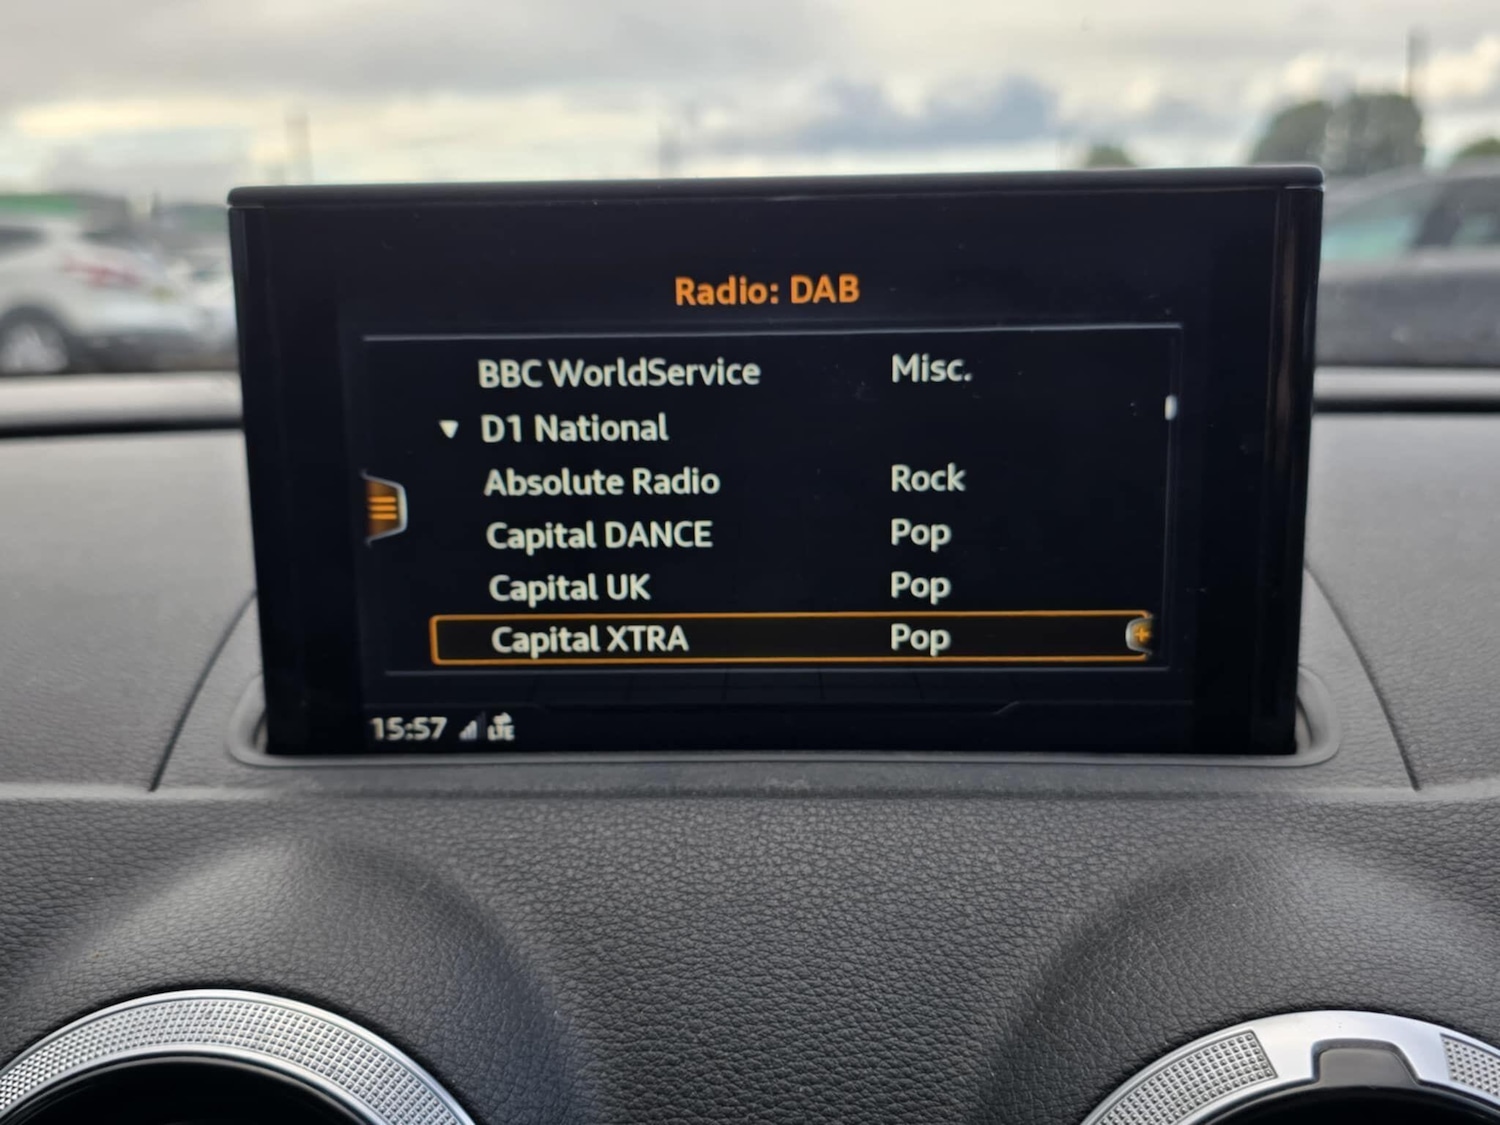 Radio: DAB
BBC WorldService Misc.
▼ D1 National
Absolute Radio Rock
Capital DANCE Pop
Capital UK Pop
Capital XTRA Pop
15:57 LTE